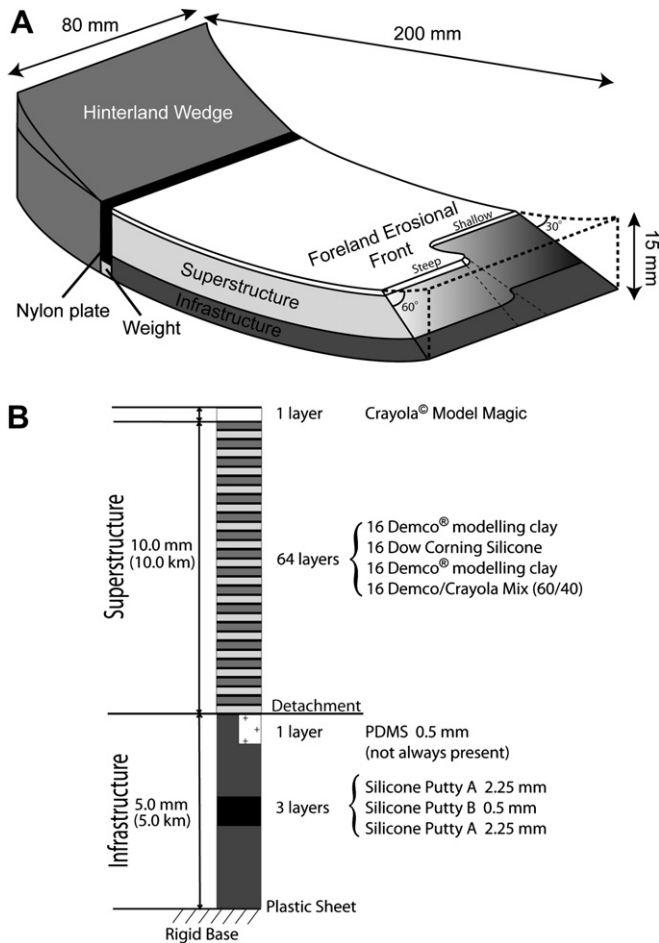 A
80 mm
200 mm
Hinterland Wedge
Foreland Erosional
Front
Shallow
30°
15 mm
Steep
60°
Superstructure
Infrastructure
Nylon plate
Weight
B
1 layer
Crayola© Model Magic
Superstructure
10.0 mm
(10.0 km)
64 layers
16 Demco® modelling clay
16 Dow Corning Silicone
16 Demco® modelling clay
16 Demco/Crayola Mix (60/40)
Detachment
1 layer
PDMS 0.5 mm
(not always present)
Infrastructure
5.0 mm
(5.0 km)
3 layers
Silicone Putty A 2.25 mm
Silicone Putty B 0.5 mm
Silicone Putty A 2.25 mm
Plastic Sheet
Rigid Base